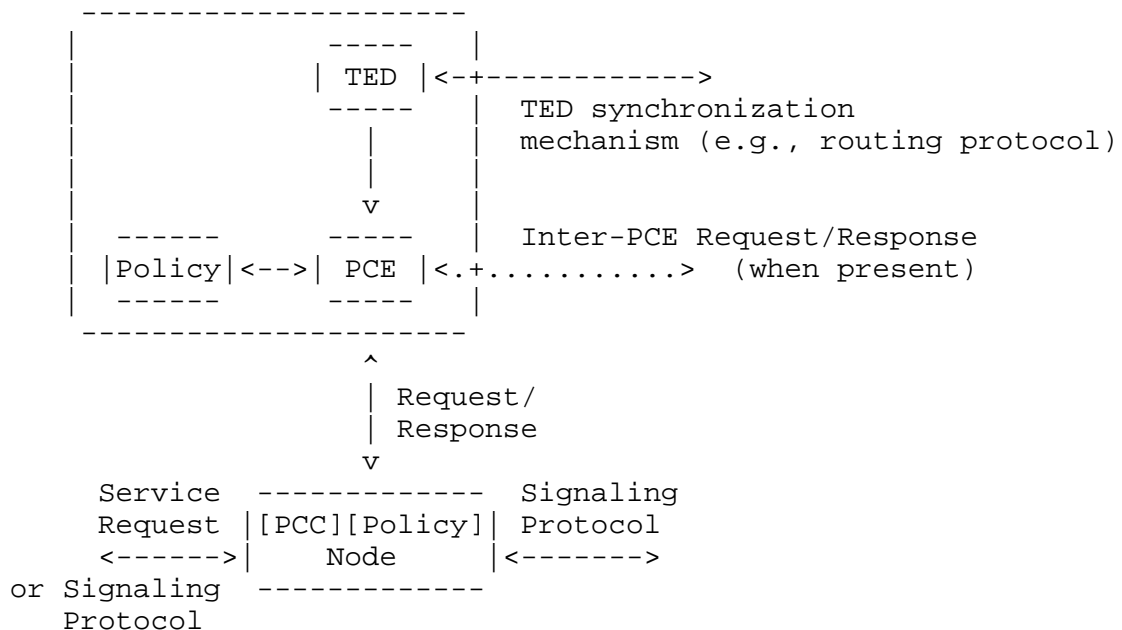 TED
TED synchronization
mechanism (e.g., routing protocol)
Inter-PCE Request/Response
Policy PCE (when present)
Request/
Response
Service Signaling
Request [PCC][Policy] Protocol
Node
or Signaling
Protocol